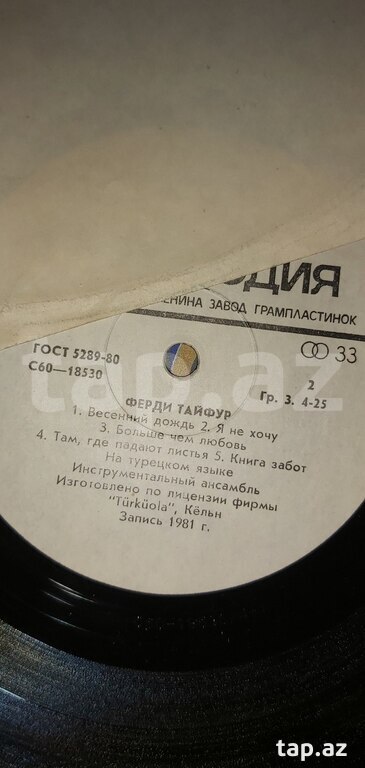 ДИЯ
ЕНИНА ЗАВОД ГРАМПЛАСТИНОК
ГОСТ 5289-80
33
С60—18530
2
Гр. 3. 4-25
tap.az
ФЕРДИ ТАЙФУР
1. Весенний дождь 2. Я не хочу
3. Больше чем любовь
4. Там, где падают листья 5. Книга забот
На турецком языке
Инструментальный ансамбль
Изготовлено по лицензии фирмы
"Türküola", Кёльн
Запись 1981 г.
tap.az